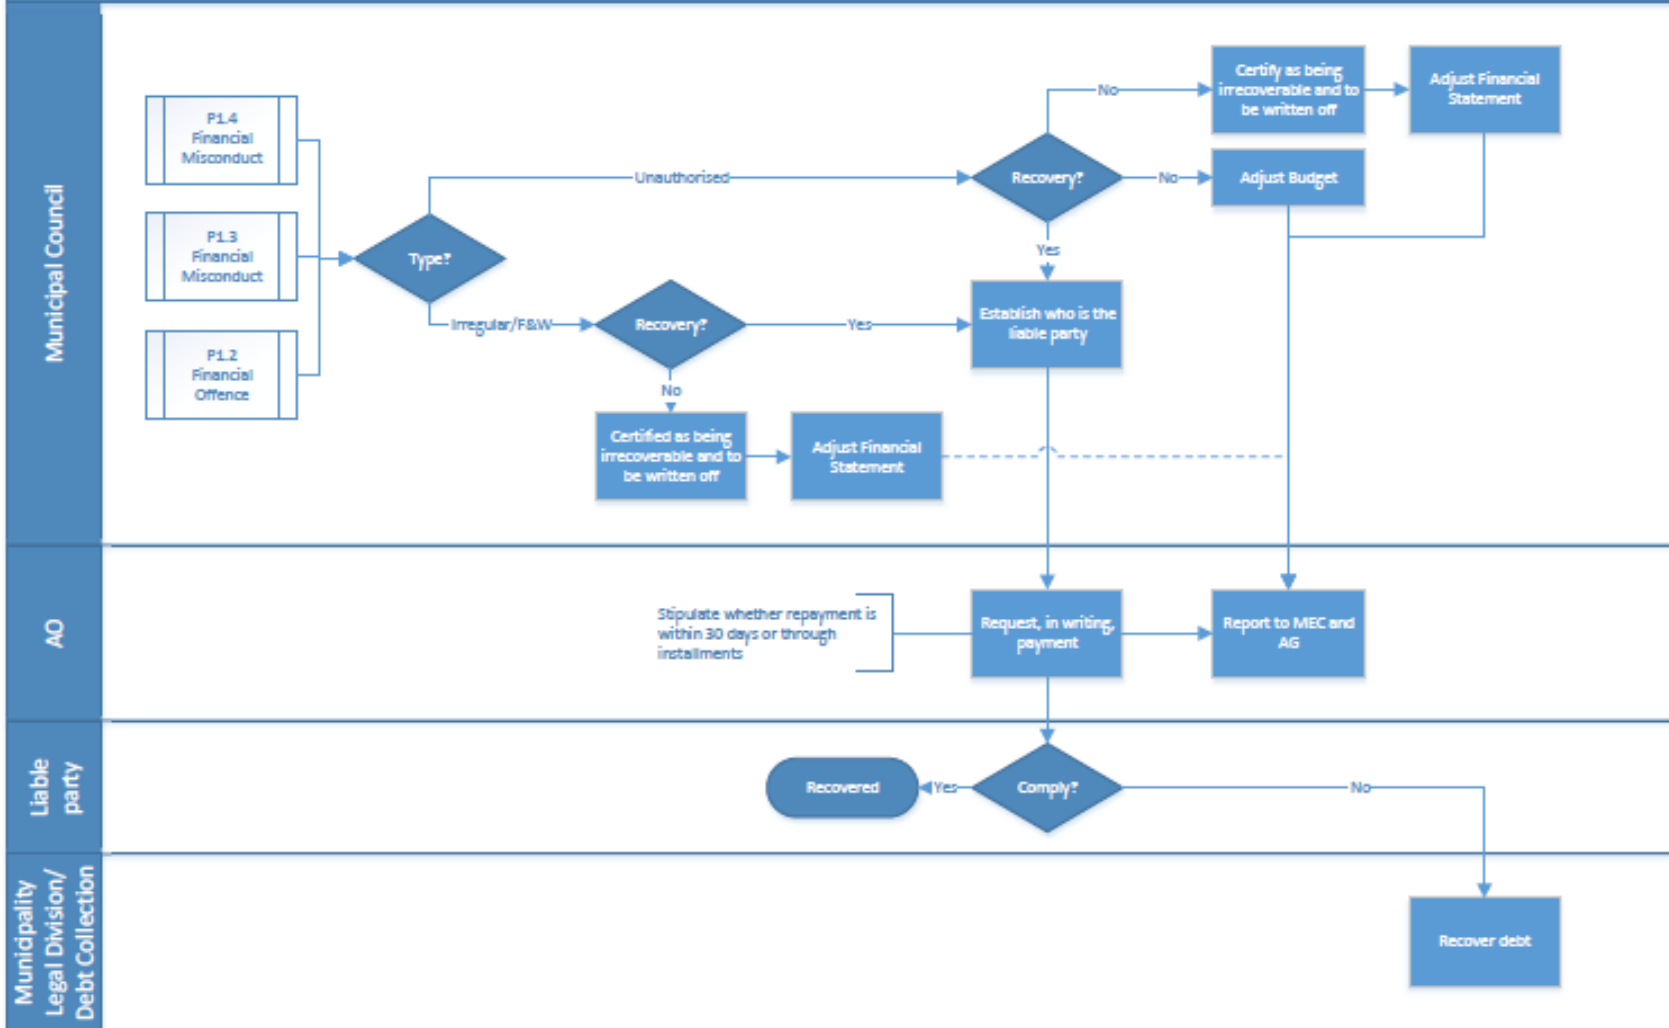 Municipal Council
P1.4
Financial
Misconduct
P1.3
Financial
Misconduct
P1.2
Financial
Offence
Type?
Unauthorised
Irregular/F&W
Recovery?
Yes
No
Certified as being
irrecoverable and to
be written off
Adjust Financial
Statement
Recovery?
No
Certify as being
irrecoverable and to
be written off
Adjust Financial
Statement
No
Adjust Budget
Yes
Establish who is the
liable party
AO
Stipulate whether repayment is
within 30 days or through
installments
Request, in writing,
payment
Report to MEC and
AG
Liable
party
Recovered
Yes
Comply?
No
Municipality
Legal Division/
Debt Collection
Recover debt